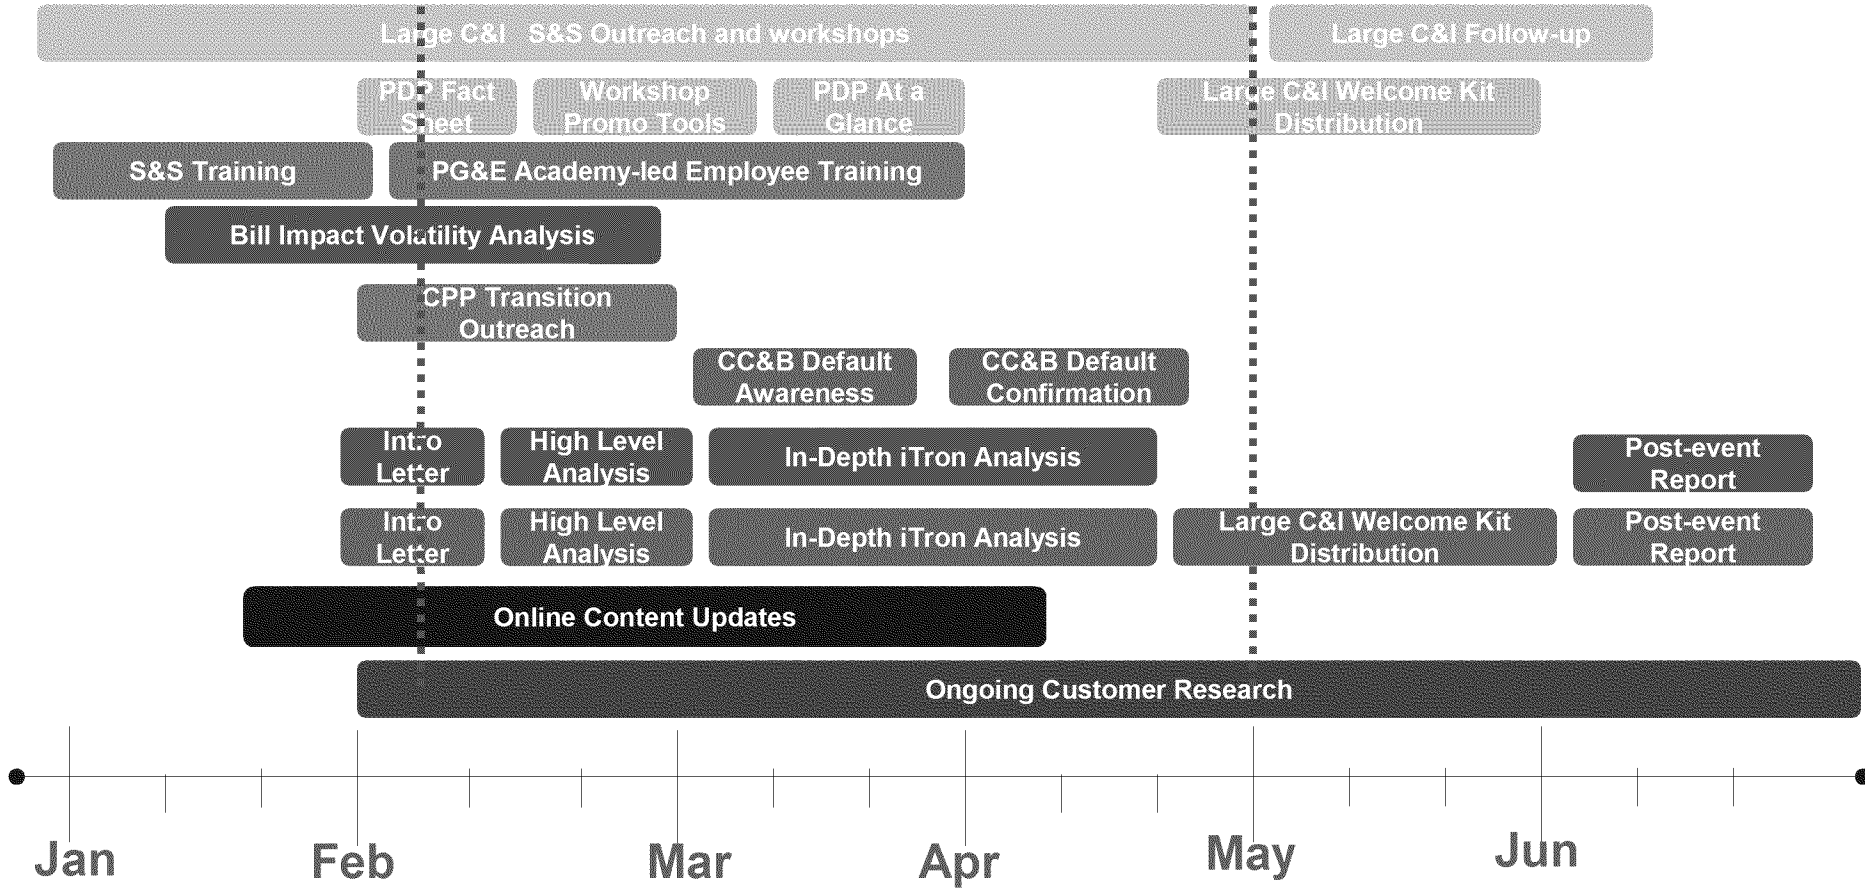 Large C&I S&S Outreach and workshops
Large C&I Follow-up
PDP Fact
Sheet
Workshop
Promo Tools
PDP At a
Glance
Large C&I Welcome Kit
Distribution
S&S Training
PG&E Academy-led Employee Training
Bill Impact Volatility Analysis
CPP Transition
Outreach
CC&B Default
Awareness
CC&B Default
Confirmation
Intro
Letter
High Level
Analysis
In-Depth iTron Analysis
Post-event
Report
Intro
Letter
High Level
Analysis
In-Depth iTron Analysis
Large C&I Welcome Kit
Distribution
Post-event
Report
Online Content Updates
Ongoing Customer Research
Jan
Feb
Mar
Apr
May
Jun